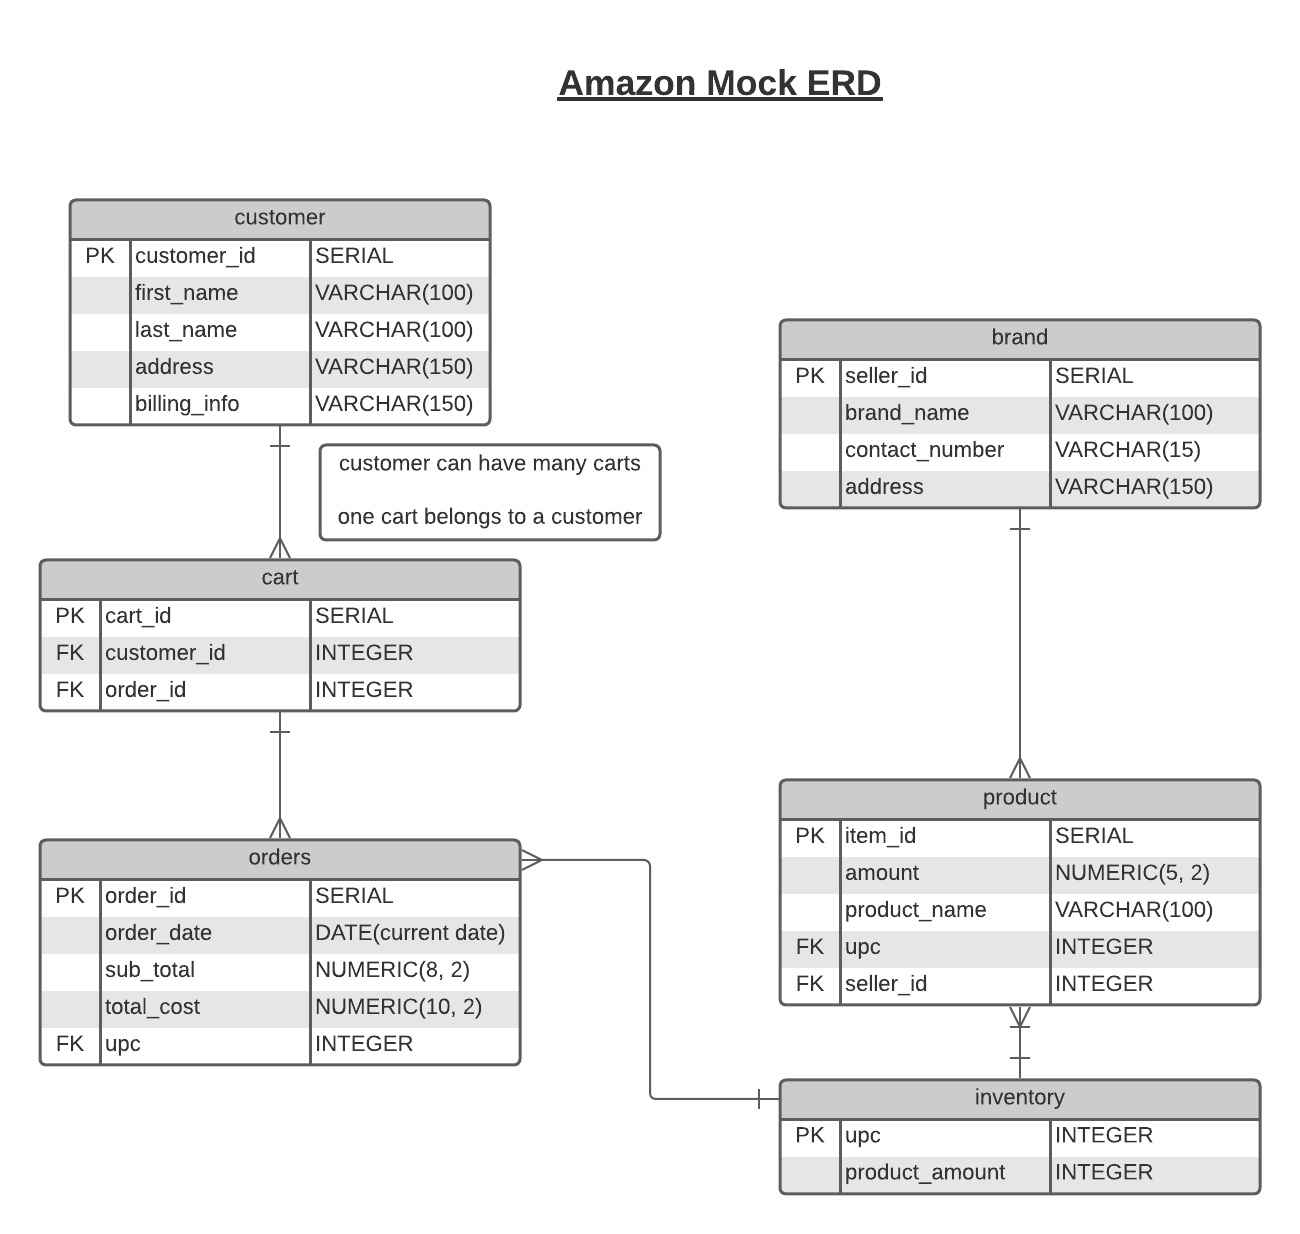 Amazon Mock ERD
customer
PK customer_id SERIAL
first_name VARCHAR(100)
last_name VARCHAR(100)
address VARCHAR(150)
billing_info VARCHAR(150)
customer can have many carts
one cart belongs to a customer
cart
PK cart_id SERIAL
FK customer_id INTEGER
FK order_id INTEGER
orders
PK order_id SERIAL
order_date DATE(current date)
sub_total NUMERIC(8, 2)
total_cost NUMERIC(10, 2)
FK upc INTEGER
brand
PK seller_id SERIAL
brand_name VARCHAR(100)
contact_number VARCHAR(15)
address VARCHAR(150)
product
PK item_id SERIAL
amount NUMERIC(5, 2)
product_name VARCHAR(100)
FK upc INTEGER
FK seller_id INTEGER
inventory
PK upc INTEGER
product_amount INTEGER